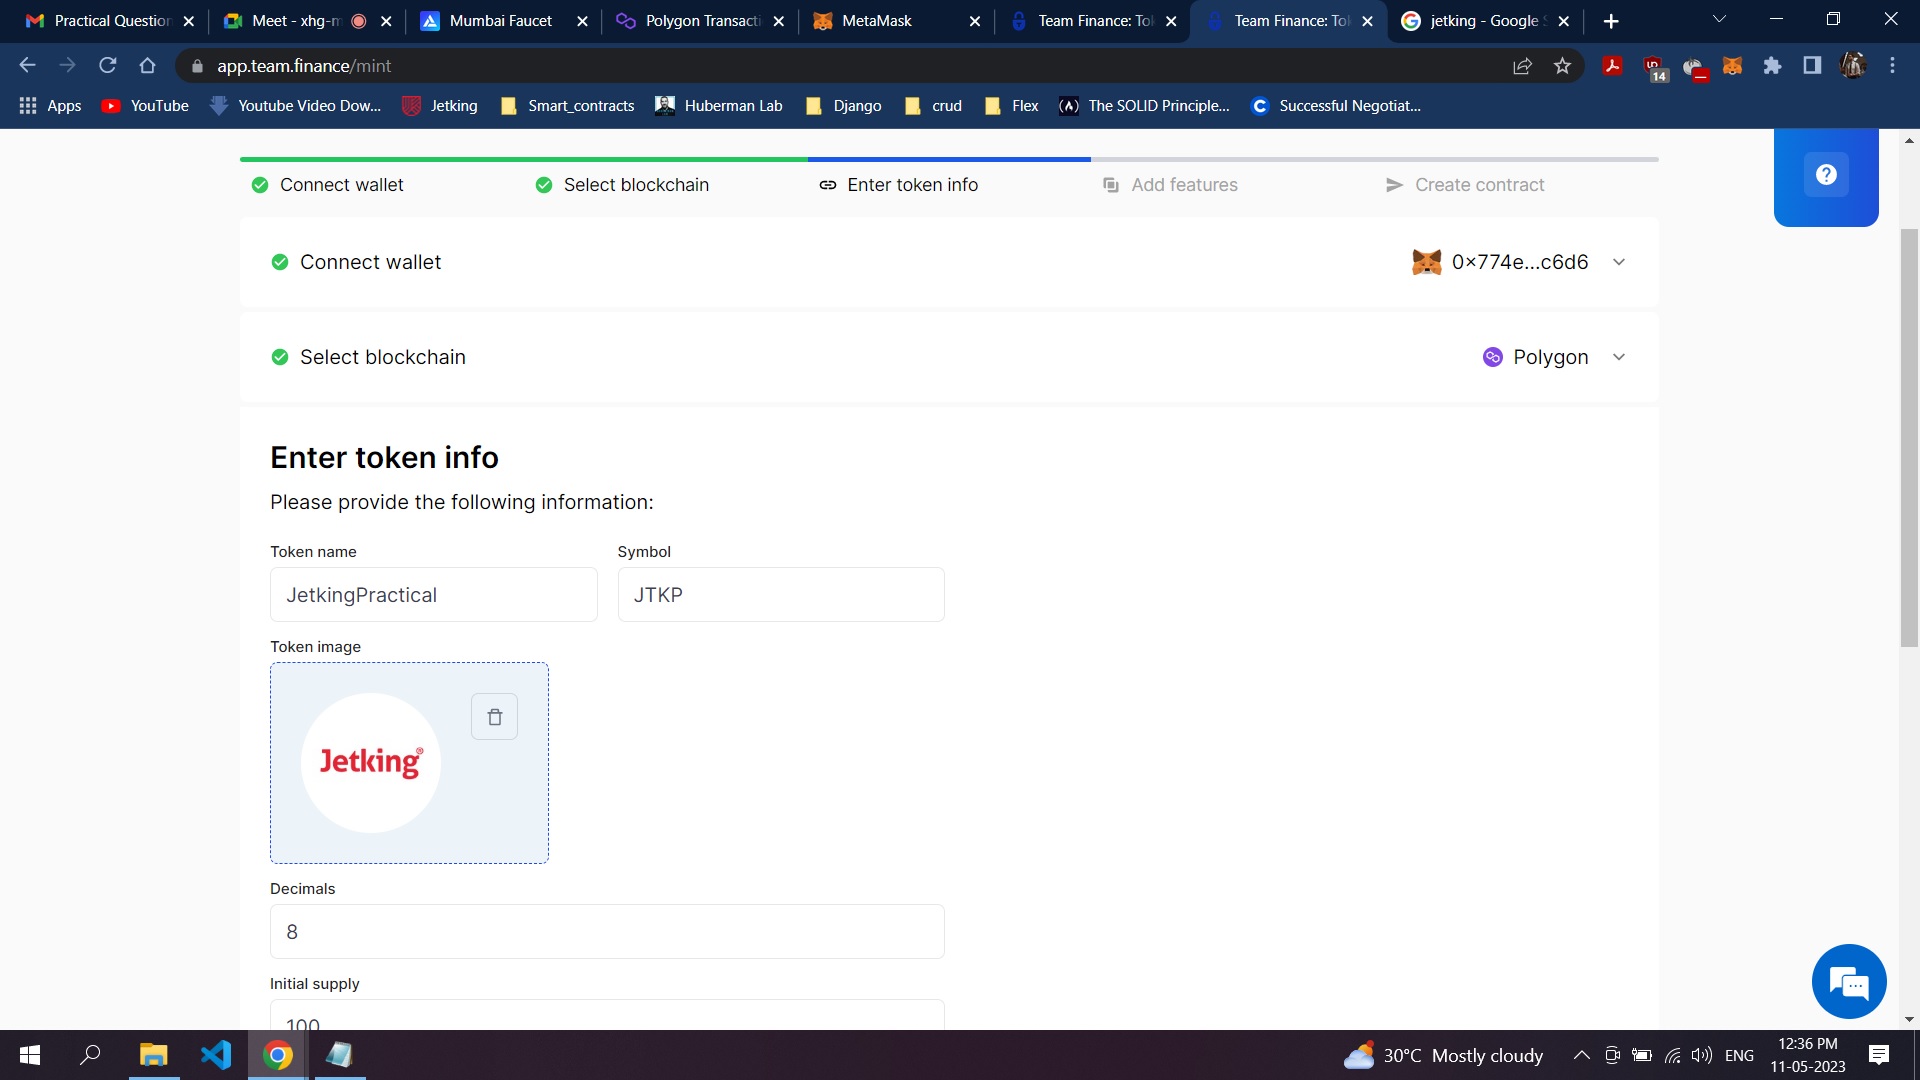 Practical Question
Meet - xhg-m
Mumbai Faucet
Polygon Transacti
MetaMask
Team Finance: To
Team Finance: To
jetking - Google S
app.team.finance/mint
14
Apps
YouTube
Youtube Video Dow...
Jetking
Smart_contracts
Huberman Lab
Django
crud
Flex
The SOLID Principle...
Successful Negotiat...
Connect wallet
Select blockchain
Enter token info
Add features
Create contract
Connect wallet
0×774e...c6d6
Select blockchain
Polygon
Enter token info
Please provide the following information:
Token name
Symbol
JetkingPractical
JTKP
Token image
Jetking®
Decimals
8
Initial supply
100
30°C Mostly cloudy
ENG
12:36 PM
11-05-2023